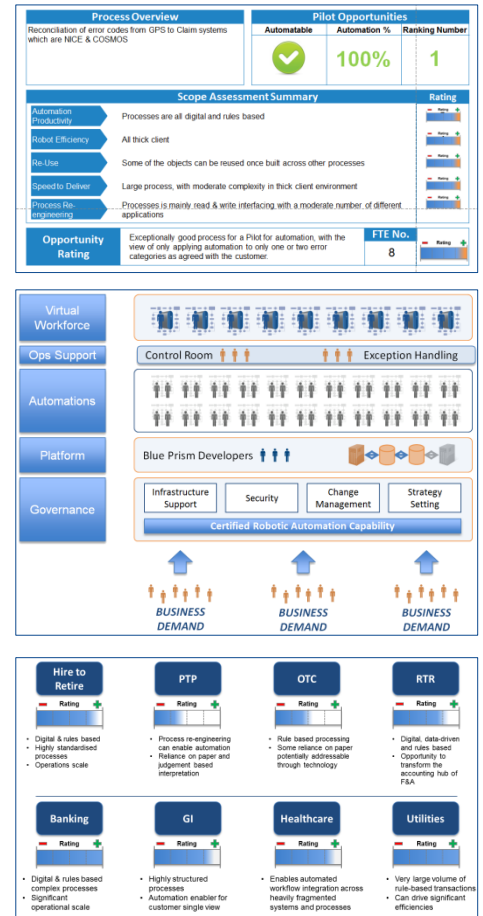 Process Overview
Reconciliation of error codes from GPS to Claim systems
which are NICE & COSMOS
Pilot Opportunities
Automatable Automation % Ranking Number
100% 1
Scope Assessment Summary Rating
Automation
Productivity
Processes are all digital and rules based
- Rating +
Robot Efficiency
All thick client
- Rating +
Re-Use
Some of the objects can be reused once built across other processes
- Rating +
Speed to Deliver
Large process, with moderate complexity in thick client environment
- Rating +
Process Re-
engineering
Processes is mainly read & write interfacing with a moderate number of different
applications
- Rating +
Opportunity
Rating
Exceptionally good process for a Pilot for automation, with the
view of only applying automation to only one or two error
categories as agreed with the customer.
FTE No.
8
- Rating +
Virtual
Workforce
Ops Support
Control Room
Exception Handling
Automations
Platform
Blue Prism Developers
Governance
Infrastructure
Support
Security
Change
Management
Strategy
Setting
Certified Robotic Automation Capability
BUSINESS
DEMAND
BUSINESS
DEMAND
BUSINESS
DEMAND
Hire to
Retire
- Rating +
• Digital & rules based
• Highly standardised
processes
• Operations scale
PTP
- Rating +
• Process re-engineering
can enable automation
• Reliance on paper and
judgement based
interpretation
OTC
- Rating +
• Rule based processing
• Some reliance on paper
potentially addressable
through technology
RTR
- Rating +
• Digital, data-driven
and rules based
• Opportunity to
transform the
accounting hub of
F&A
Banking
- Rating +
• Digital & rules based
complex processes
• Significant
operational scale
GI
- Rating +
• Highly structured
processes
• Automation enabler for
customer single view
Healthcare
- Rating +
• Enables automated
workflow integration across
heavily fragmented
systems and processes
Utilities
- Rating +
• Very large volume of
rule-based transactions
• Can drive significant
efficiencies